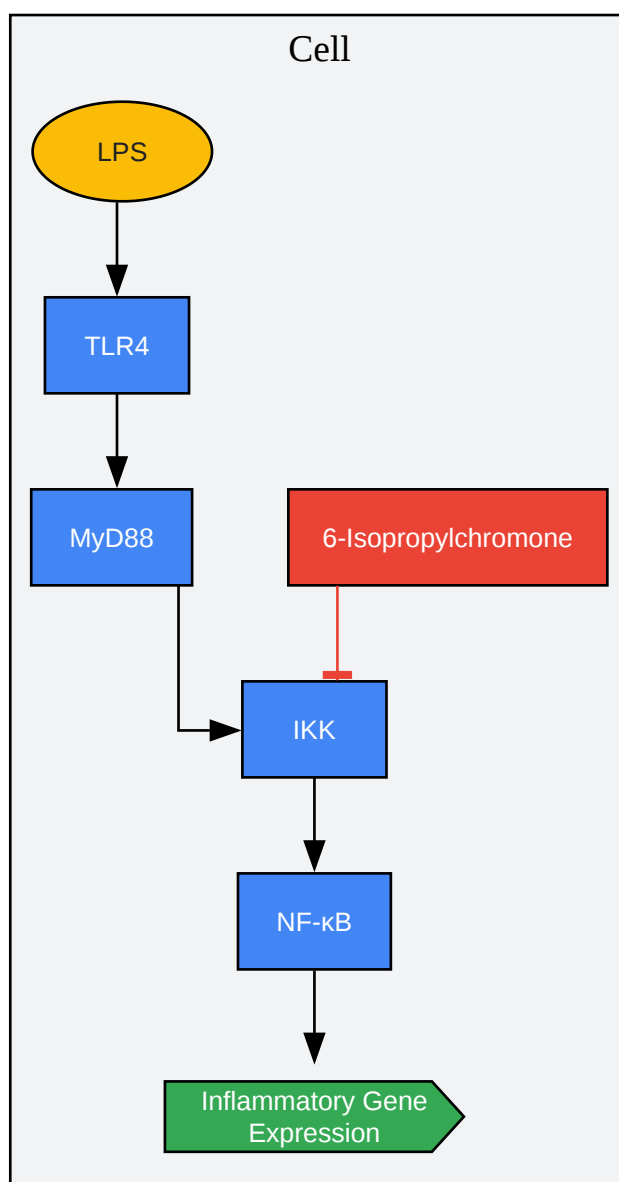 Cell
LPS
TLR4
MyD88
6-Isopropylchromone
IKK
NF-κB
Inflammatory Gene
Expression